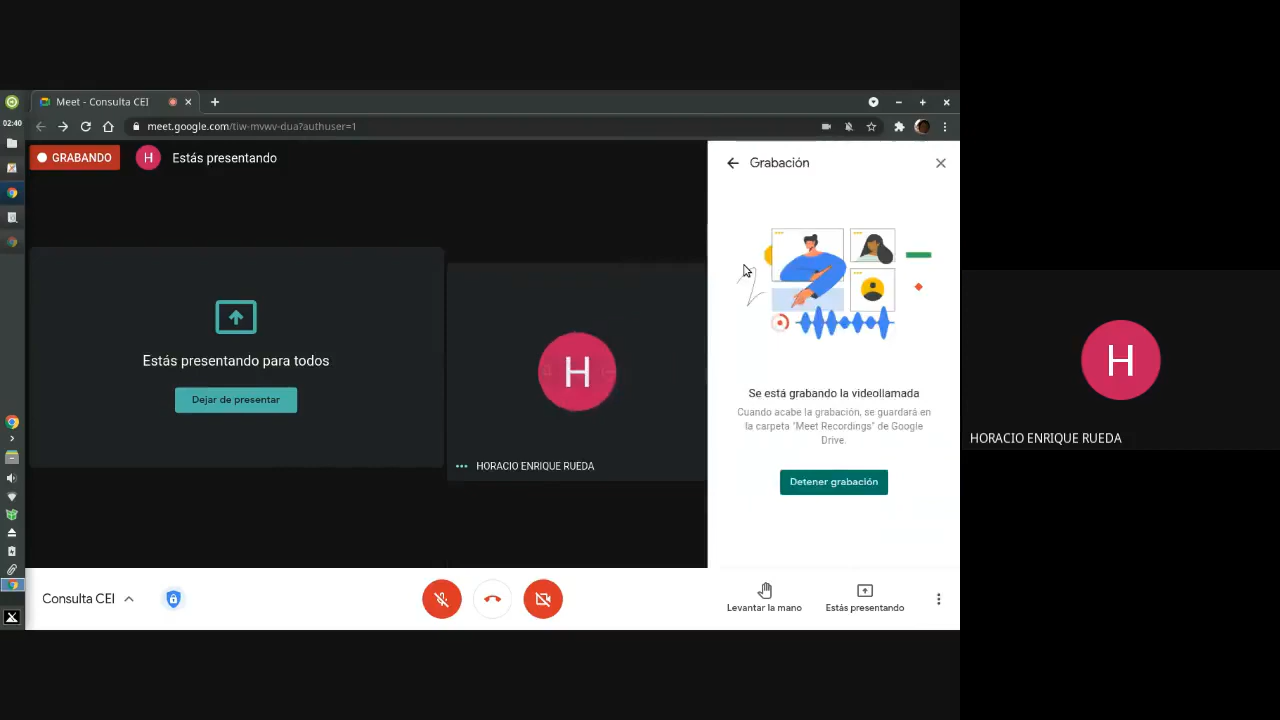 Meet - Consulta CEI
02:40
meet.google.com/tiw-mvwv-dua?authuser=1
GRABANDO
H
Estás presentando
Grabación
Estás presentando para todos
Dejar de presentar
H
HORACIO ENRIQUE RUEDA
Se está grabando la videollamada
Cuando acabe la grabación, se guardará en
la carpeta "Meet Recordings" de Google
Drive.
Detener grabación
Consulta CEI
Levantar la mano
Estás presentando
H
HORACIO ENRIQUE RUEDA